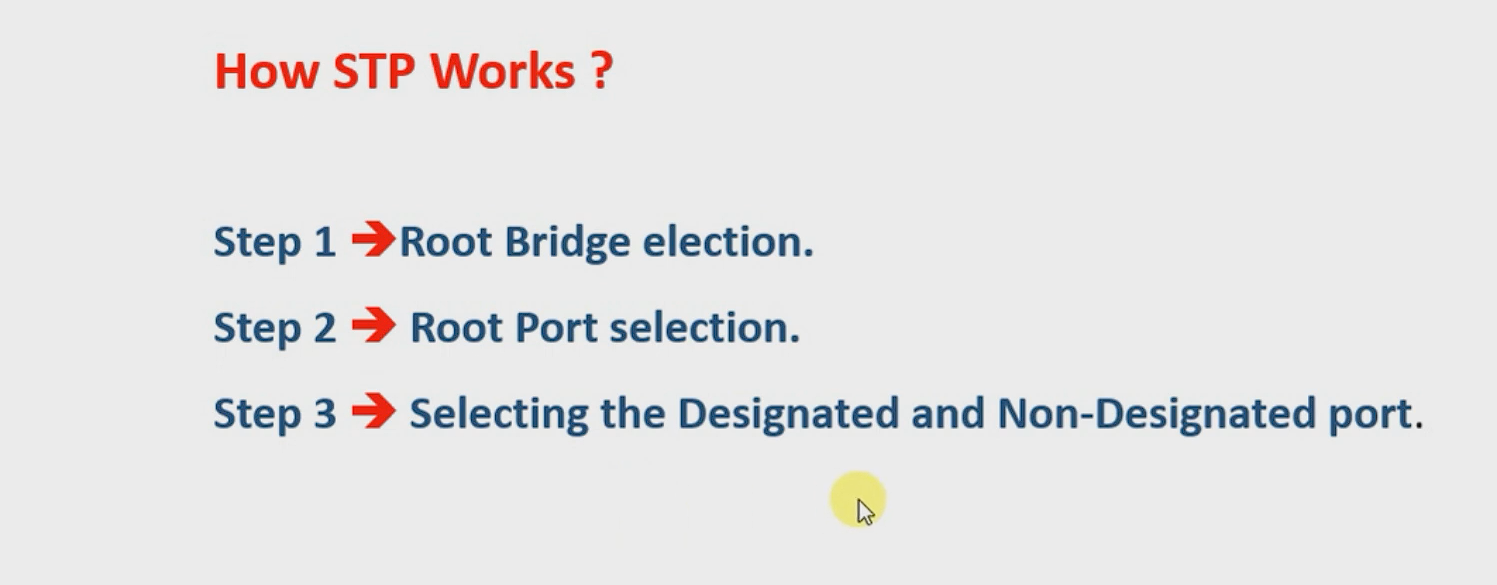 How STP Works ?
Step 1 ➔Root Bridge election.
Step 2 ➔ Root Port selection.
Step 3 ➔ Selecting the Designated and Non-Designated port.